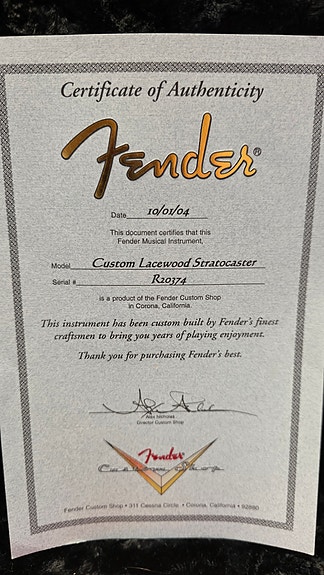 Certificate of Authenticity
Fender®
Date 10/01/04
This document certifies that this
Fender Musical Instrument,
Model Custom Lacewood Stratocaster
Serial # R20374
is a product of the Fender Custom Shop
in Corona, California.
This instrument has been custom built by Fender's finest
craftsmen to bring you years of playing enjoyment.
Thank you for purchasing Fender's best.
Director Custom Shop
Fender
Fender Custom Shop • 311 Cessna Circle • Corona, California • 92880